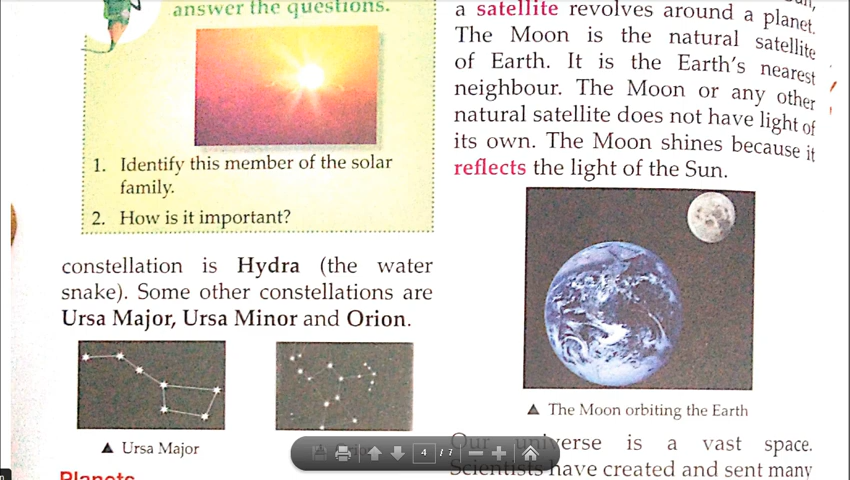 answer the questions.
1. Identify this member of the solar
family.
2. How is it important?
constellation is Hydra (the water
snake). Some other constellations are
Ursa Major, Ursa Minor and Orion.
▲ Ursa Major
Planets
a satellite revolves around a planet.
The Moon is the natural satellite
of Earth. It is the Earth's nearest
neighbour. The Moon or any other
natural satellite does not have light of
its own. The Moon shines because it
reflects the light of the Sun.
▲ The Moon orbiting the Earth
Our universe is a vast space.
Scientists have created and sent many
4 / 7